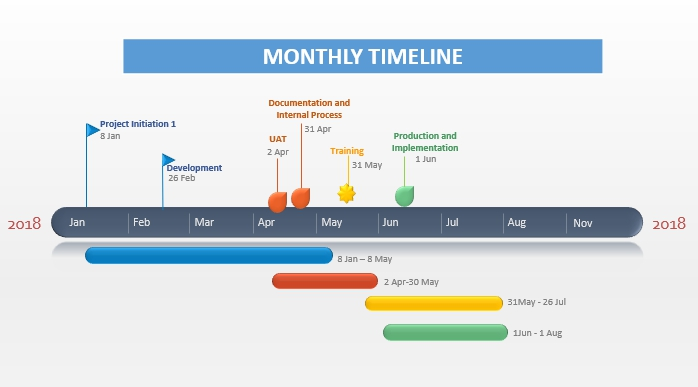 MONTHLY TIMELINE
Documentation and
Internal Process
31 Apr
Project Initiation 1
8 Jan
UAT
2 Apr
Production and
Implementation
1 Jun
Training
31 May
Development
26 Feb
2018
Jan Feb Mar Apr May Jun Jul Aug Nov
2018
8 Jan – 8 May
2 Apr-30 May
31May - 26 Jul
1Jun - 1 Aug